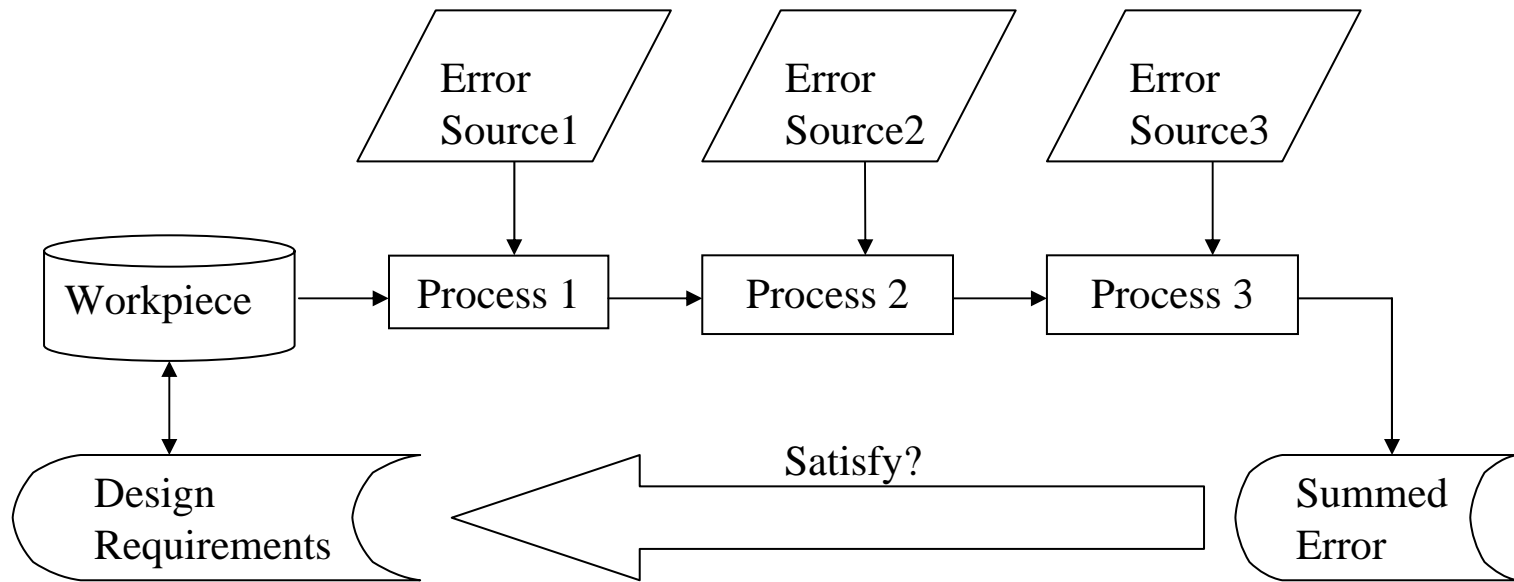 Error
Source1
Error
Source2
Error
Source3
Workpiece
Process 1
Process 2
Process 3
Satisfy?
Design
Requirements
Summed
Error